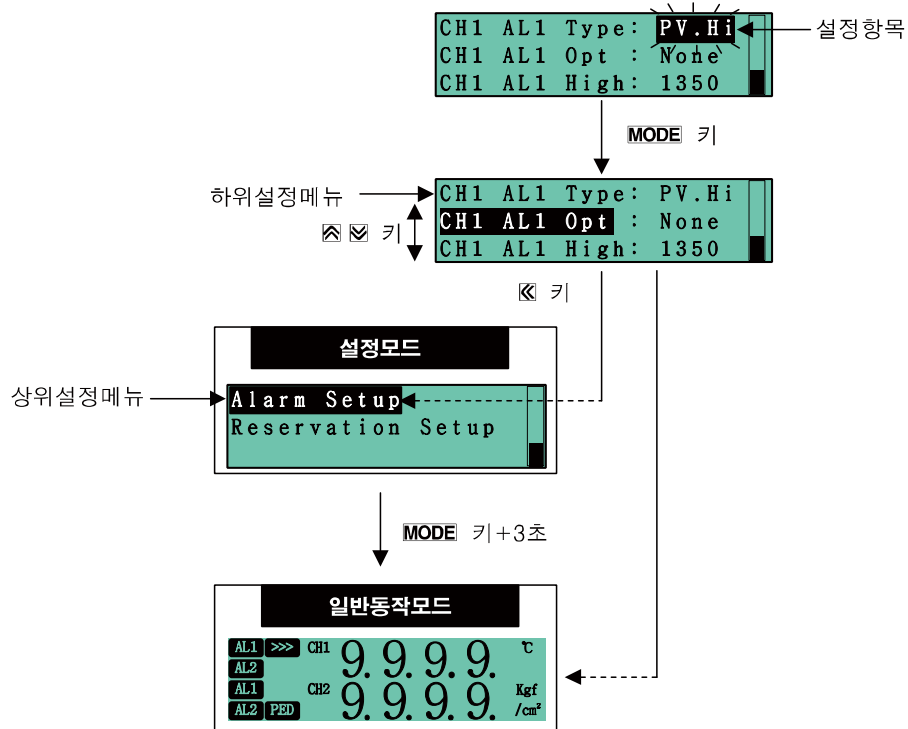 CH1 AL1 Type: PV.Hi
설정항목
CH1 AL1 Opt : None
CH1 AL1 High: 1350
MODE 키
하위설정메뉴
CH1 AL1 Type: PV.Hi
CH1 AL1 Opt : None
키
CH1 AL1 High: 1350
키
설정모드
상위설정메뉴
Alarm Setup
Reservation Setup
MODE 키+3초
일반동작모드
AL1 >>> CH1 9.9.9.9. ℃
AL2
AL1 CH2 9.9.9.9. Kgf
AL2 PED /cm²